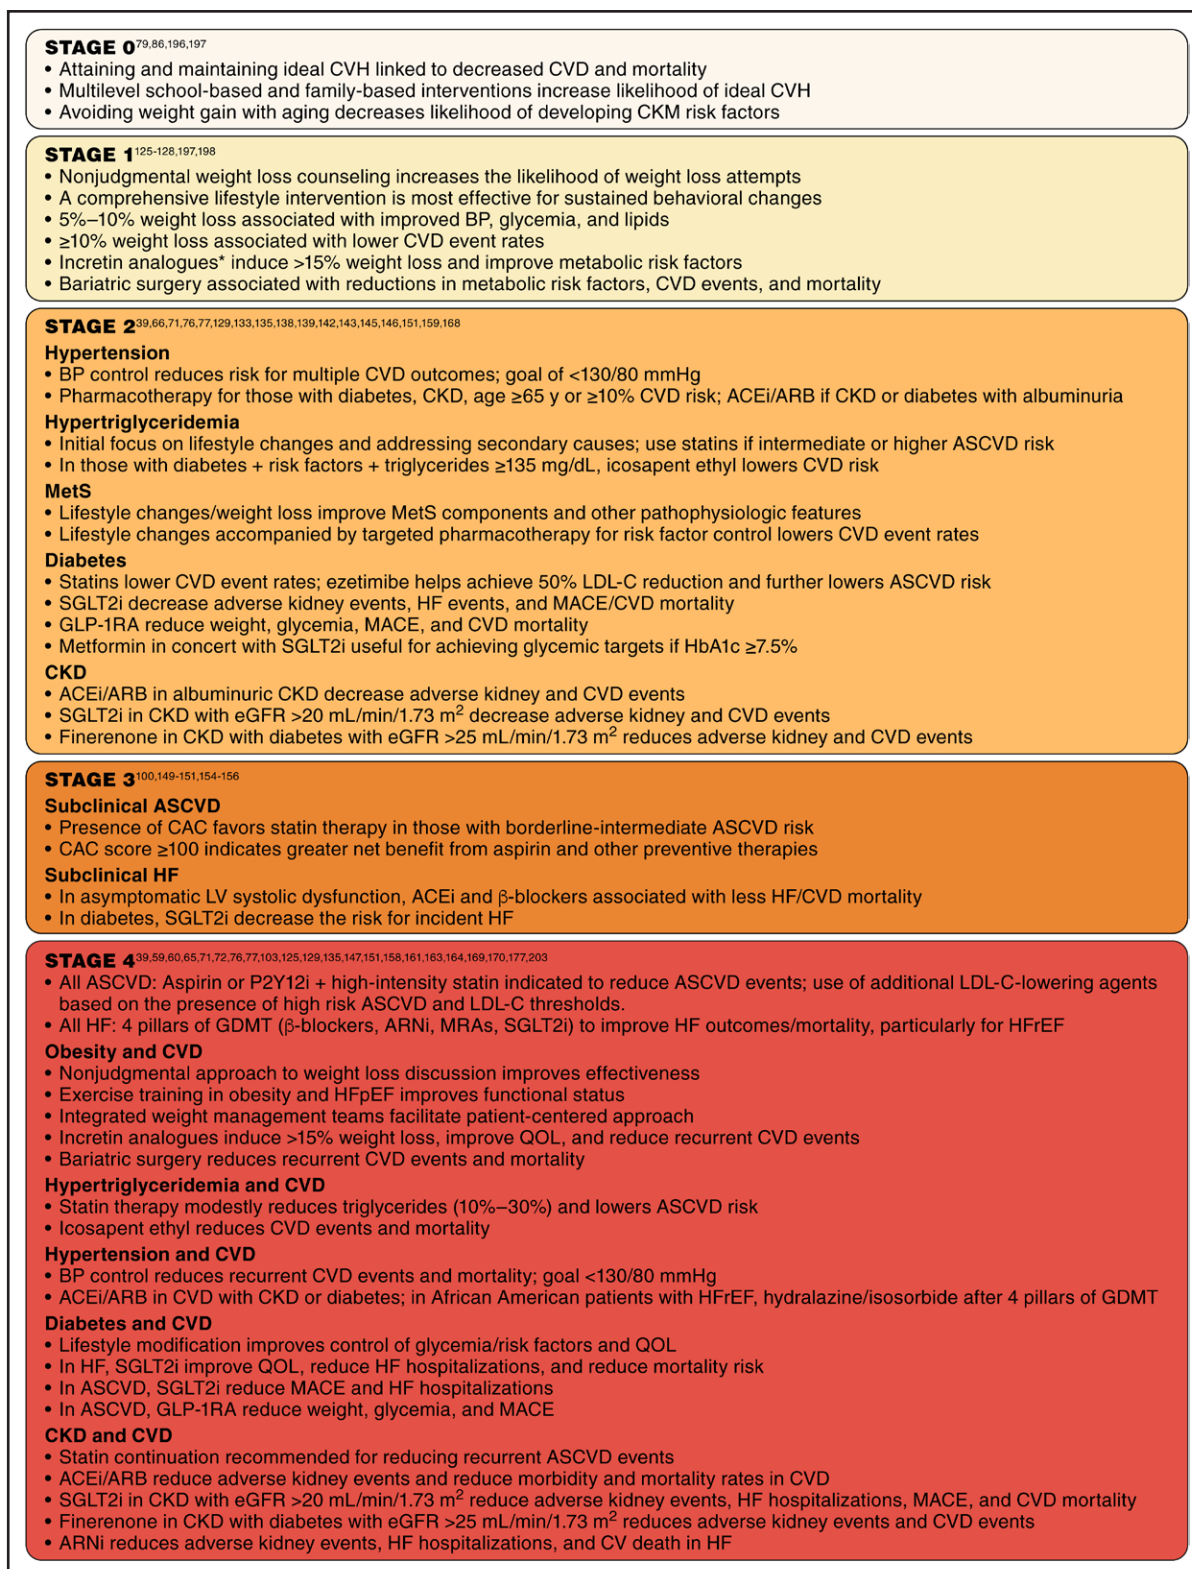 STAGE 079,86,196,197
• Attaining and maintaining ideal CVH linked to decreased CVD and mortality
• Multilevel school-based and family-based interventions increase likelihood of ideal CVH
• Avoiding weight gain with aging decreases likelihood of developing CKM risk factors
STAGE 1125-128,197,198
• Nonjudgmental weight loss counseling increases the likelihood of weight loss attempts
• A comprehensive lifestyle intervention is most effective for sustained behavioral changes
• 5%–10% weight loss associated with improved BP, glycemia, and lipids
• ≥10% weight loss associated with lower CVD event rates
• Incretin analogues* induce >15% weight loss and improve metabolic risk factors
• Bariatric surgery associated with reductions in metabolic risk factors, CVD events, and mortality
STAGE 239,66,71,76,77,129,133,135,138,139,142,143,145,146,151,159,168
Hypertension
• BP control reduces risk for multiple CVD outcomes; goal of <130/80 mmHg
• Pharmacotherapy for those with diabetes, CKD, age ≥65 y or ≥10% CVD risk; ACEi/ARB if CKD or diabetes with albuminuria
Hypertriglyceridemia
• Initial focus on lifestyle changes and addressing secondary causes; use statins if intermediate or higher ASCVD risk
• In those with diabetes + risk factors + triglycerides ≥135 mg/dL, icosapent ethyl lowers CVD risk
MetS
• Lifestyle changes/weight loss improve MetS components and other pathophysiologic features
• Lifestyle changes accompanied by targeted pharmacotherapy for risk factor control lowers CVD event rates
Diabetes
• Statins lower CVD event rates; ezetimibe helps achieve 50% LDL-C reduction and further lowers ASCVD risk
• SGLT2i decrease adverse kidney events, HF events, and MACE/CVD mortality
• GLP-1RA reduce weight, glycemia, MACE, and CVD mortality
• Metformin in concert with SGLT2i useful for achieving glycemic targets if HbA1c ≥7.5%
CKD
• ACEi/ARB in albuminuric CKD decrease adverse kidney and CVD events
• SGLT2i in CKD with eGFR >20 mL/min/1.73 m² decrease adverse kidney and CVD events
• Finerenone in CKD with diabetes with eGFR >25 mL/min/1.73 m² reduces adverse kidney and CVD events
STAGE 3100,149-151,154-156
Subclinical ASCVD
• Presence of CAC favors statin therapy in those with borderline-intermediate ASCVD risk
• CAC score ≥100 indicates greater net benefit from aspirin and other preventive therapies
Subclinical HF
• In asymptomatic LV systolic dysfunction, ACEi and β-blockers associated with less HF/CVD mortality
• In diabetes, SGLT2i decrease the risk for incident HF
STAGE 439,59,60,65,71,72,76,77,103,125,129,135,147,151,158,161,163,164,169,170,177,203
• All ASCVD: Aspirin or P2Y12i + high-intensity statin indicated to reduce ASCVD events; use of additional LDL-C-lowering agents
based on the presence of high risk ASCVD and LDL-C thresholds.
• All HF: 4 pillars of GDMT (β-blockers, ARNi, MRAs, SGLT2i) to improve HF outcomes/mortality, particularly for HFrEF
Obesity and CVD
• Nonjudgmental approach to weight loss discussion improves effectiveness
• Exercise training in obesity and HFpEF improves functional status
• Integrated weight management teams facilitate patient-centered approach
• Incretin analogues induce >15% weight loss, improve QOL, and reduce recurrent CVD events
• Bariatric surgery reduces recurrent CVD events and mortality
Hypertriglyceridemia and CVD
• Statin therapy modestly reduces triglycerides (10%–30%) and lowers ASCVD risk
• Icosapent ethyl reduces CVD events and mortality
Hypertension and CVD
• BP control reduces recurrent CVD events and mortality; goal <130/80 mmHg
• ACEi/ARB in CVD with CKD or diabetes; in African American patients with HFrEF, hydralazine/isosorbide after 4 pillars of GDMT
Diabetes and CVD
• Lifestyle modification improves control of glycemia/risk factors and QOL
• In HF, SGLT2i improve QOL, reduce HF hospitalizations, and reduce mortality risk
• In ASCVD, SGLT2i reduce MACE and HF hospitalizations
• In ASCVD, GLP-1RA reduce weight, glycemia, and MACE
CKD and CVD
• Statin continuation recommended for reducing recurrent ASCVD events
• ACEi/ARB reduce adverse kidney events and reduce morbidity and mortality rates in CVD
• SGLT2i in CKD with eGFR >20 mL/min/1.73 m² reduce adverse kidney events, HF hospitalizations, MACE, and CVD mortality
• Finerenone in CKD with diabetes with eGFR >25 mL/min/1.73 m² reduces adverse kidney events and CVD events
• ARNi reduces adverse kidney events, HF hospitalizations, and CV death in HF